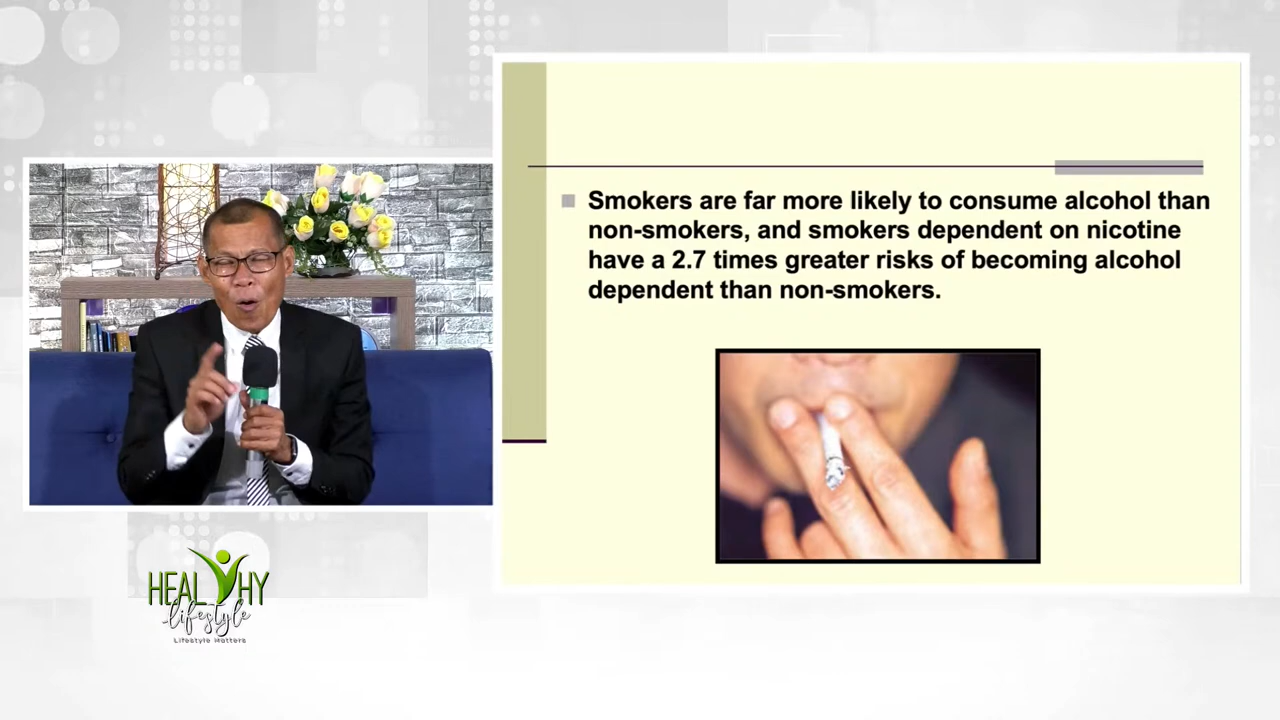 Smokers are far more likely to consume alcohol than
non-smokers, and smokers dependent on nicotine
have a 2.7 times greater risks of becoming alcohol
dependent than non-smokers.
HEALTHY
lifestyle
Lifestyle Matters